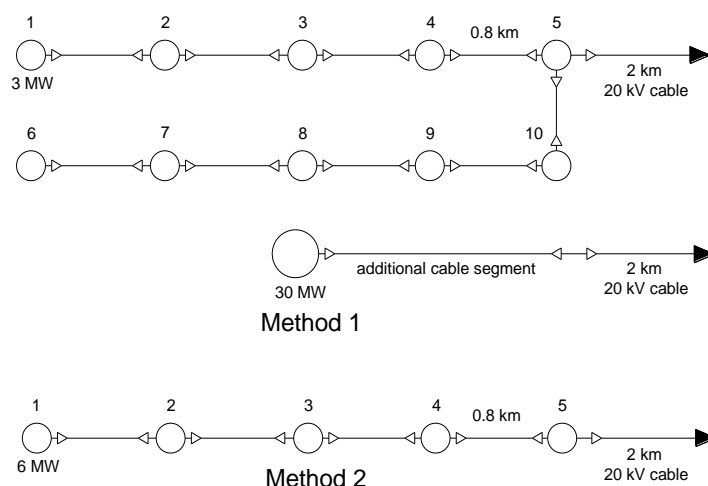 1 2 3 4 0.8 km 5
3 MW
2 km
20 kV cable
6 7 8 9 10
additional cable segment
2 km
20 kV cable
30 MW
Method 1
1 2 3 4 0.8 km 5
6 MW
2 km
20 kV cable
Method 2